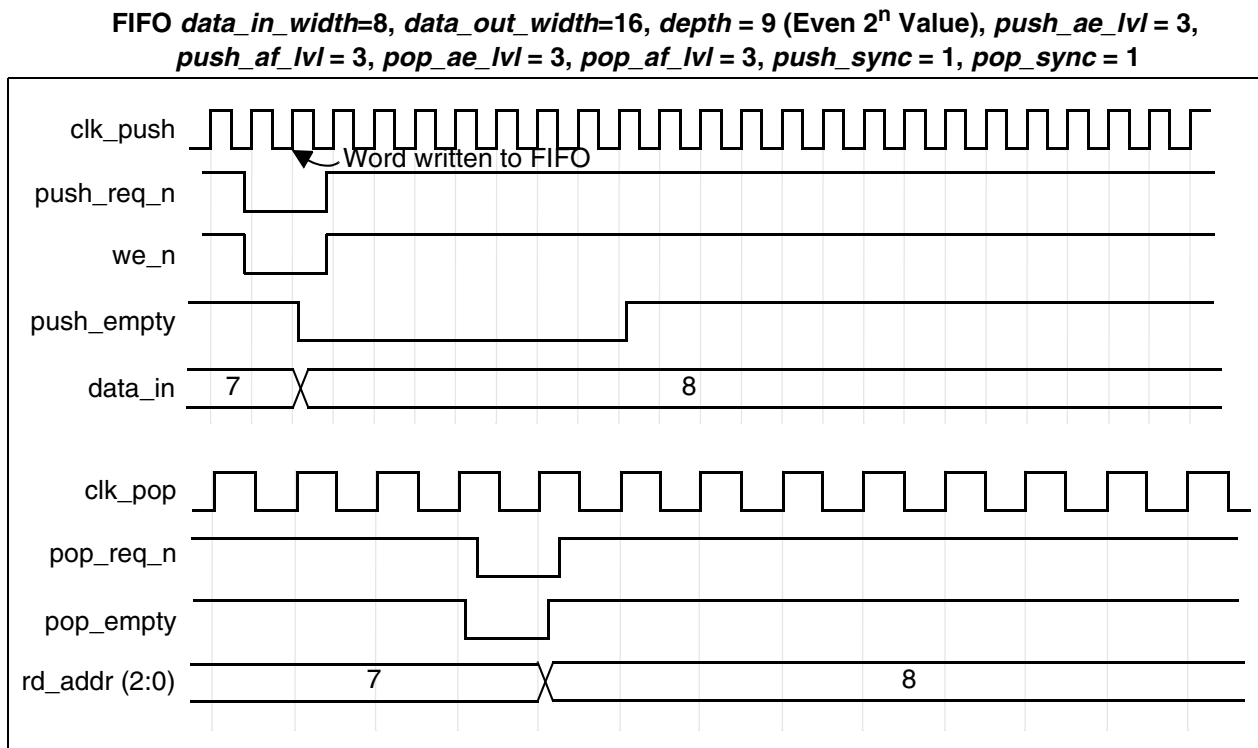 FIFO data_in_width=8, data_out_width=16, depth = 9 (Even 2ⁿ Value), push_ae_lvl = 3,
push_af_lvl = 3, pop_ae_lvl = 3, pop_af_lvl = 3, push_sync = 1, pop_sync = 1
clk_push
Word written to FIFO
push_req_n
we_n
push_empty
data_in 7 8
clk_pop
pop_req_n
pop_empty
rd_addr (2:0) 7 8